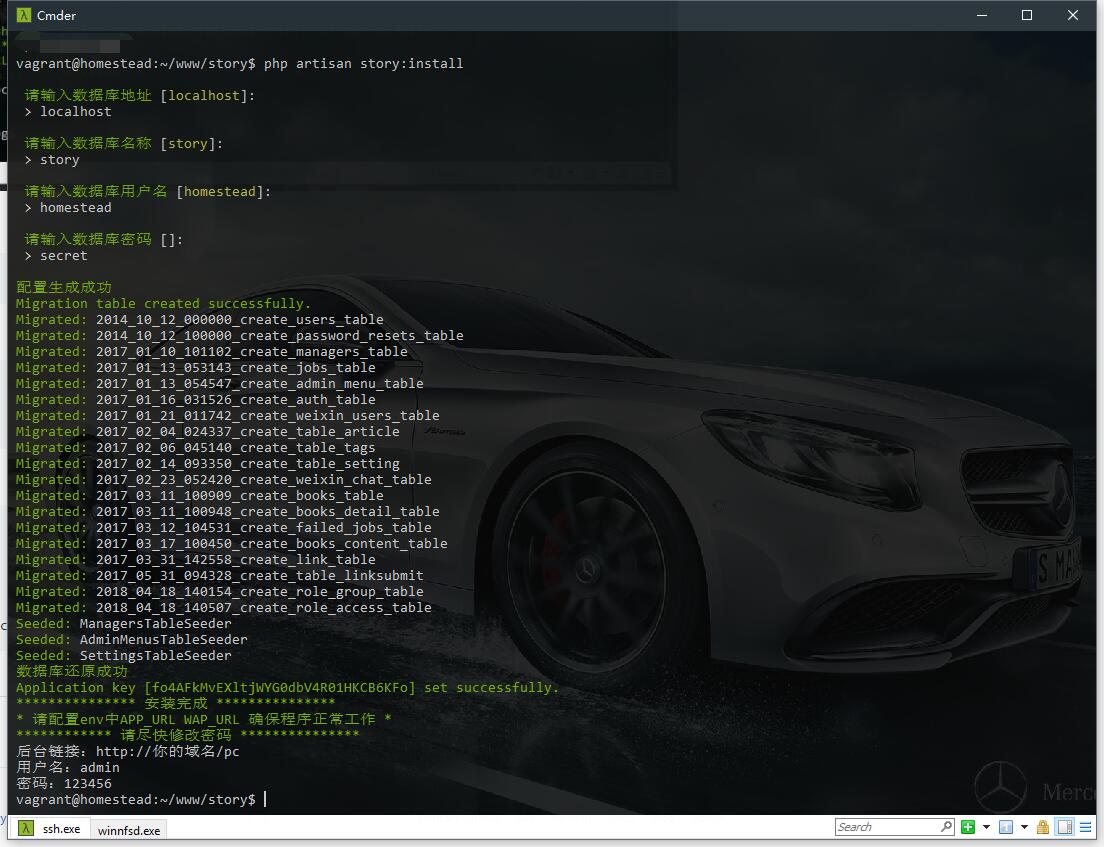 Cmder
vagrant@homestead:~/www/story$ php artisan story:install
请输入数据库地址 [localhost]:
> localhost
请输入数据库名称 [story]:
> story
请输入数据库用户名 [homestead]:
> homestead
请输入数据库密码 []:
> secret
配置生成成功
Migration table created successfully.
Migrated: 2014_10_12_000000_create_users_table
Migrated: 2014_10_12_100000_create_password_resets_table
Migrated: 2017_01_10_101102_create_managers_table
Migrated: 2017_01_13_053143_create_jobs_table
Migrated: 2017_01_13_054547_create_admin_menu_table
Migrated: 2017_01_16_031526_create_auth_table
Migrated: 2017_01_21_011742_create_weixin_users_table
Migrated: 2017_02_04_024337_create_table_article
Migrated: 2017_02_06_045140_create_table_tags
Migrated: 2017_02_14_093350_create_table_setting
Migrated: 2017_02_23_052420_create_weixin_chat_table
Migrated: 2017_03_11_100909_create_books_table
Migrated: 2017_03_11_100948_create_books_detail_table
Migrated: 2017_03_12_104531_create_failed_jobs_table
Migrated: 2017_03_17_100450_create_books_content_table
Migrated: 2017_03_31_142558_create_link_table
Migrated: 2017_05_31_094328_create_table_linksubmit
Migrated: 2018_04_18_140154_create_role_group_table
Migrated: 2018_04_18_140507_create_role_access_table
Seeded: ManagersTableSeeder
Seeded: AdminMenusTableSeeder
Seeded: SettingsTableSeeder
数据库还原成功
Application key [fo4AFkMvEXltjWYG0dbV4R01HKCB6KFo] set successfully.
*************** 安装完成 ***************
* 请配置env中APP_URL WAP_URL 确保程序正常工作 *
************ 请尽快修改密码 ***************
后台链接：http://你的域名/pc
用户名：admin
密码：123456
vagrant@homestead:~/www/story$
S MA
Merc
ssh.exe
winnfsd.exe
Search